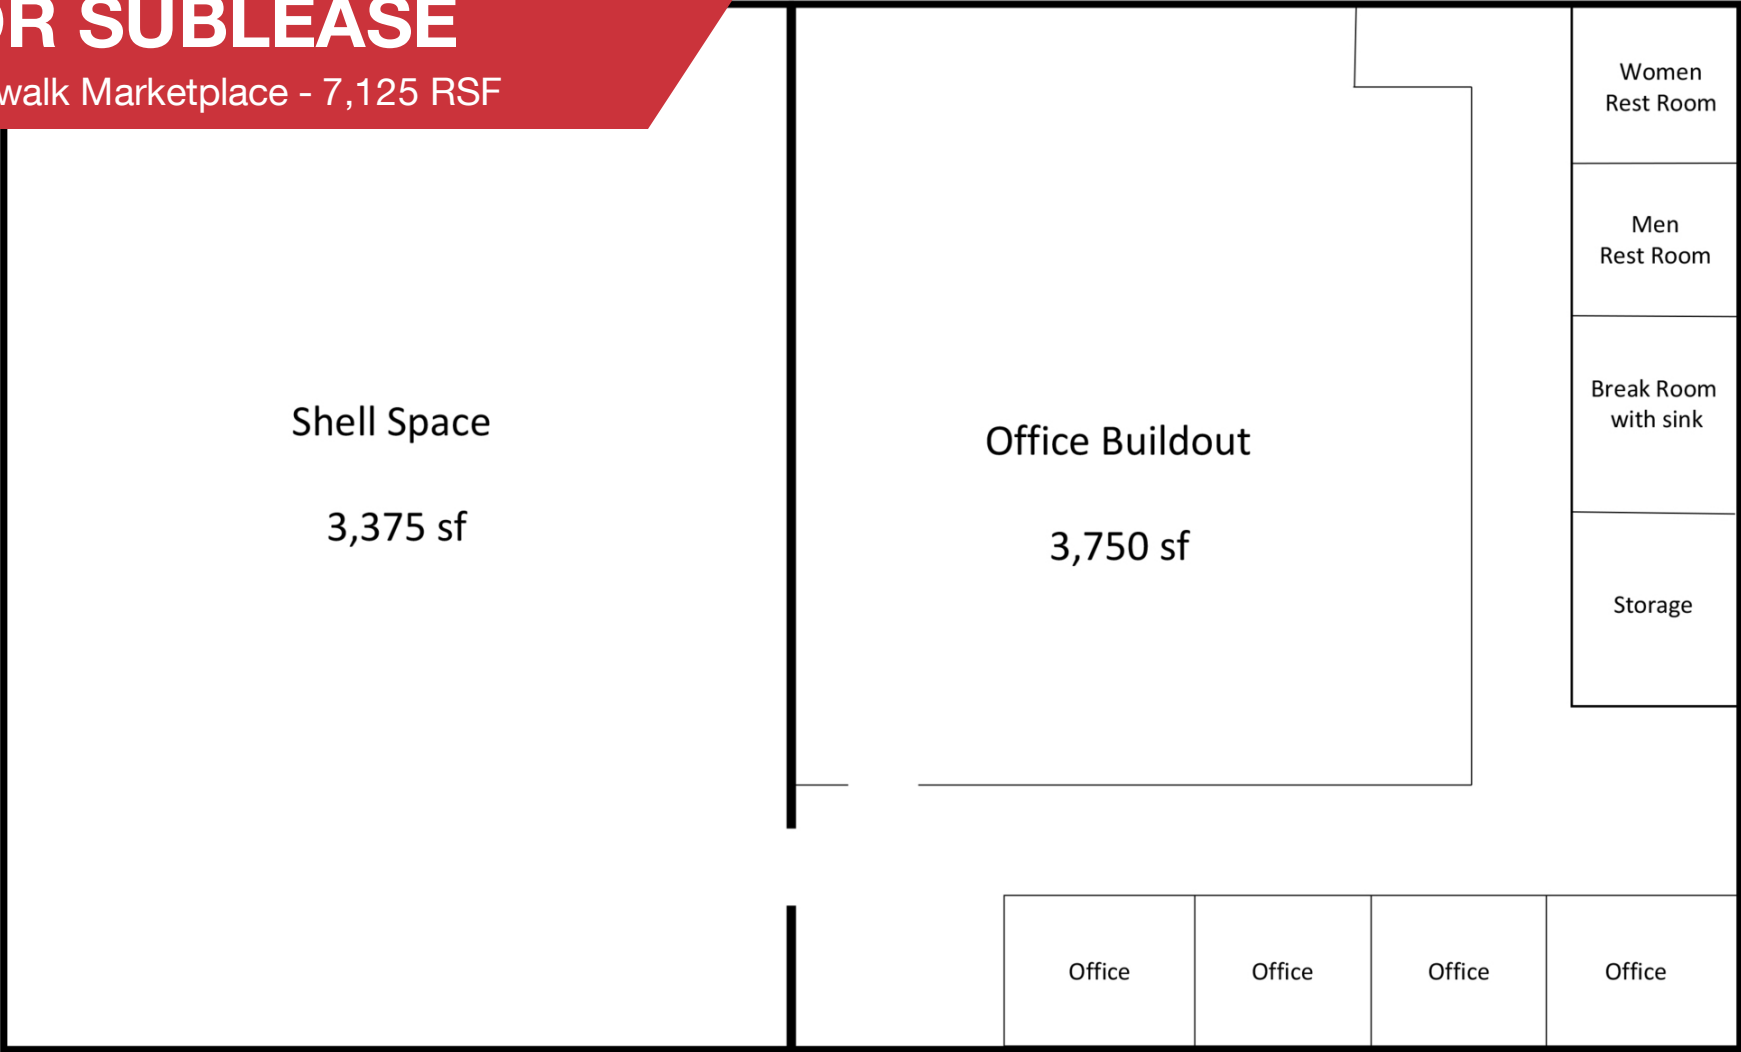 OR SUBLEASE
walk Marketplace - 7,125 RSF
Women
Rest Room
Men
Rest Room
Break Room
with sink
Shell Space
3,375 sf
Office Buildout
3,750 sf
Storage
Office
Office
Office
Office